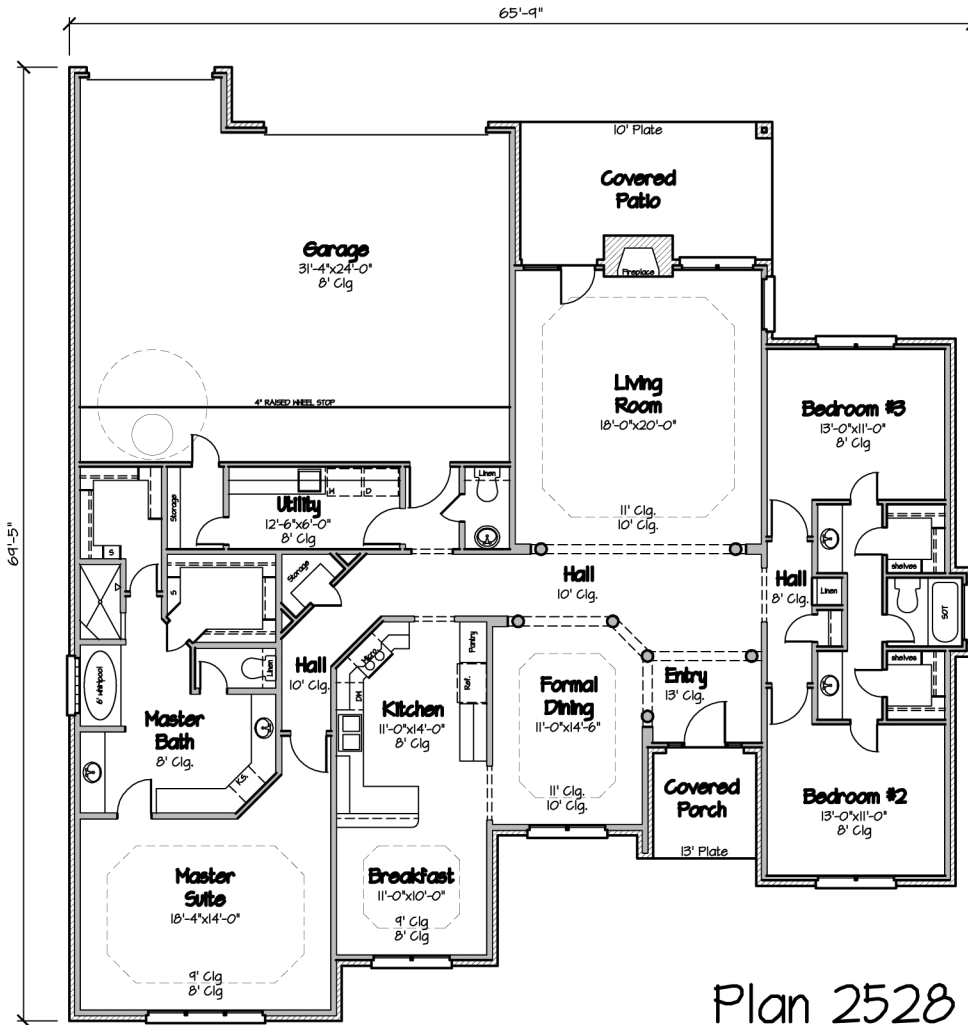 65'-9"
69'-5"
10' Plate
Covered
Patio
Fireplace
Garage
31'-4"x24'-0"
8' Clg
4" RAISED WHEEL STOP
Living
Room
18'-0"x20'-0"
11' Clg.
10' Clg.
Bedroom #3
13'-0"x11'-0"
8' Clg
Storage
Utility
12'-6"x6'-0"
8' Clg
W
D
Linen
S
S
Storage
Hall
10' Clg.
Hall
8' Clg.
Linen
shelves
SOT
shelves
6' Whirlpool
Linen
Hall
10' Clg.
Micro
DW
Pantry
Ref.
Kitchen
11'-0"x14'-0"
8' Clg
Formal
Dining
11'-0"x14'-6"
11' Clg.
10' Clg.
Entry
13' Clg.
Master
Bath
8' Clg.
K.S.
Covered
Porch
13' Plate
Bedroom #2
13'-0"x11'-0"
8' Clg
Master
Suite
18'-4"x14'-0"
9' Clg
8' Clg
Breakfast
11'-0"x10'-0"
9' Clg
8' Clg
Plan 2528